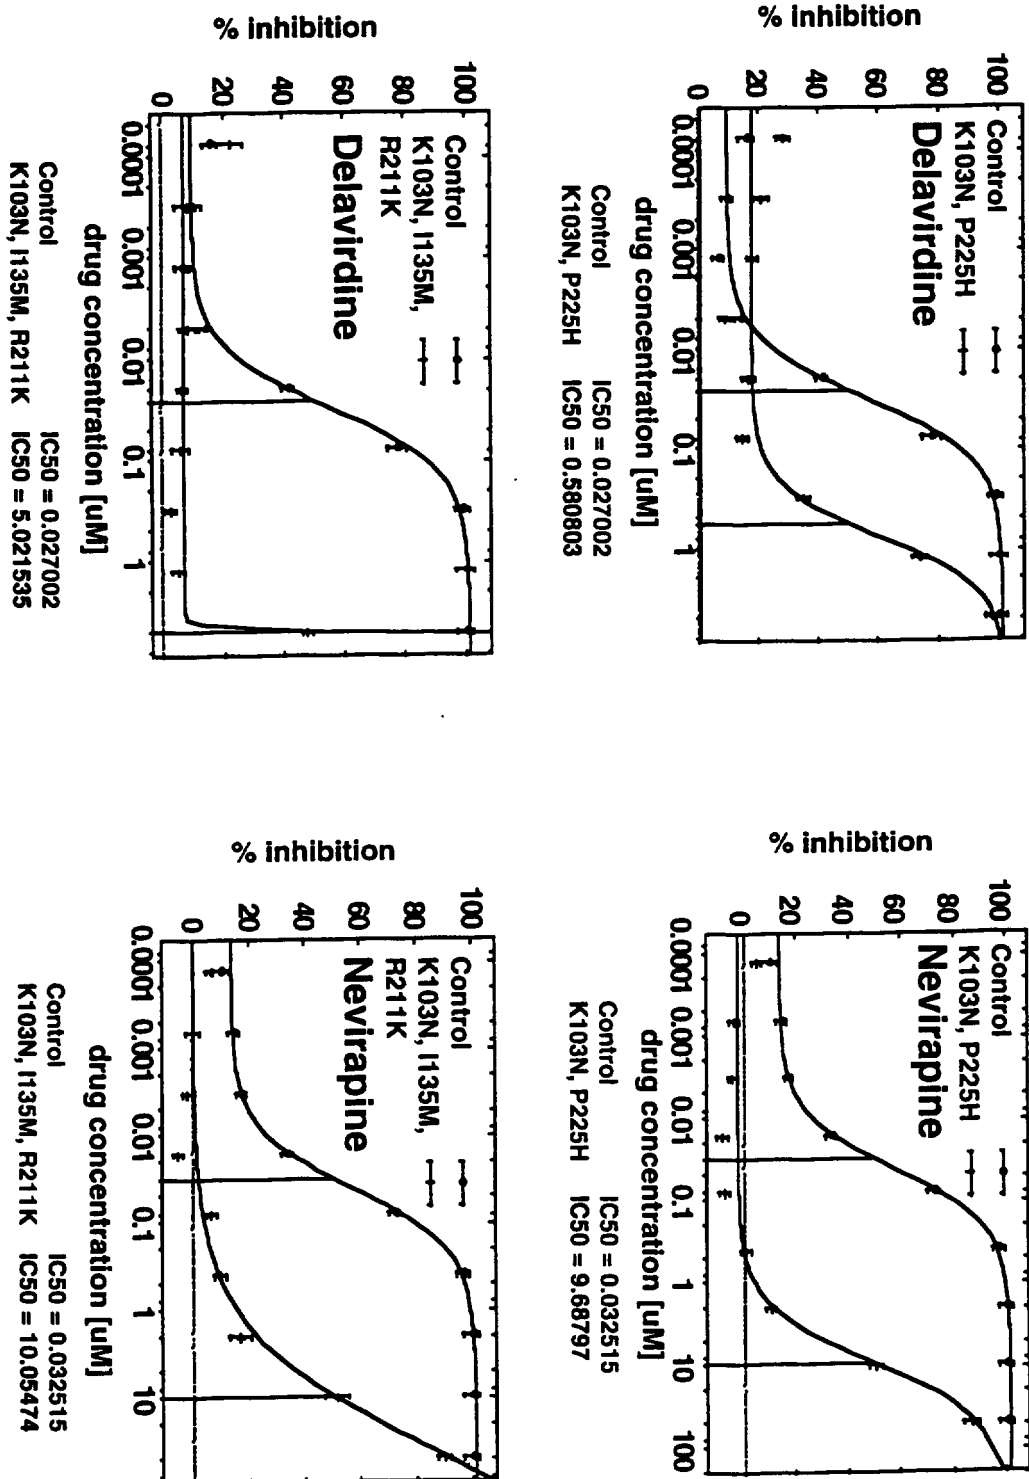 % inhibition
100
80
60
40
20
0
Control
K103N, P225H
Delavirdine
0.0001 0.001 0.01 0.1 1
drug concentration [uM]
Control IC50 = 0.027002
K103N, P225H IC50 = 0.580803
% inhibition
100
80
60
40
20
0
Control
K103N, P225H
Nevirapine
0.0001 0.001 0.01 0.1 1 10 100
drug concentration [uM]
Control IC50 = 0.032515
K103N, P225H IC50 = 9.68797
% inhibition
100
80
60
40
20
0
Control
K103N, I135M,
R211K
Delavirdine
0.0001 0.001 0.01 0.1 1
drug concentration [uM]
Control IC50 = 0.027002
K103N, I135M, R211K IC50 = 5.021535
% inhibition
100
80
60
40
20
0
Control
K103N, I135M,
R211K
Nevirapine
0.0001 0.001 0.01 0.1 1 10
drug concentration [uM]
Control IC50 = 0.032515
K103N, I135M, R211K IC50 = 10.05474